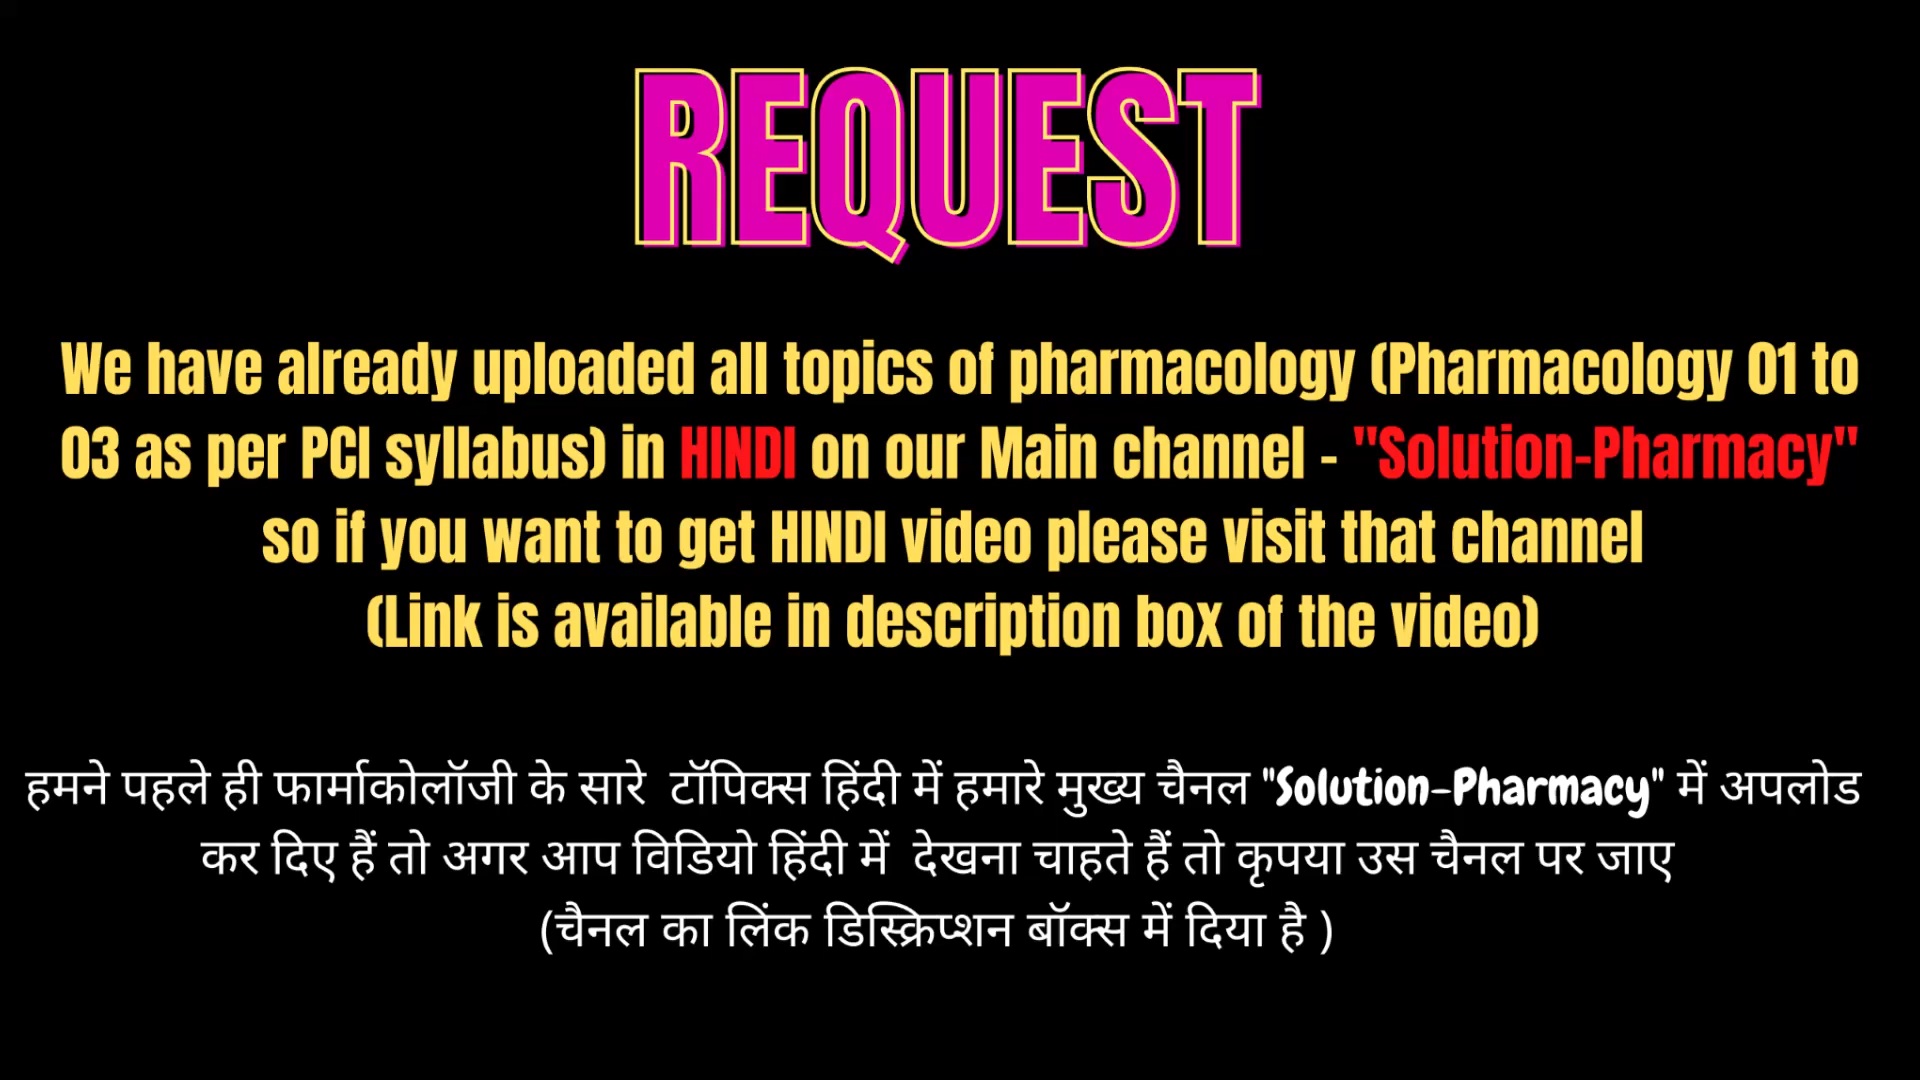 REQUEST
We have already uploaded all topics of pharmacology (Pharmacology 01 to
03 as per PCI syllabus) in HINDI on our Main channel - "Solution-Pharmacy"
so if you want to get HINDI video please visit that channel
(Link is available in description box of the video)
हमने पहले ही फार्माकोलॉजी के सारे टॉपिक्स हिंदी में हमारे मुख्य चैनल "Solution-Pharmacy" में अपलोड
कर दिए हैं तो अगर आप विडियो हिंदी में देखना चाहते हैं तो कृपया उस चैनल पर जाए
(चैनल का लिंक डिस्क्रिप्शन बॉक्स में दिया है )